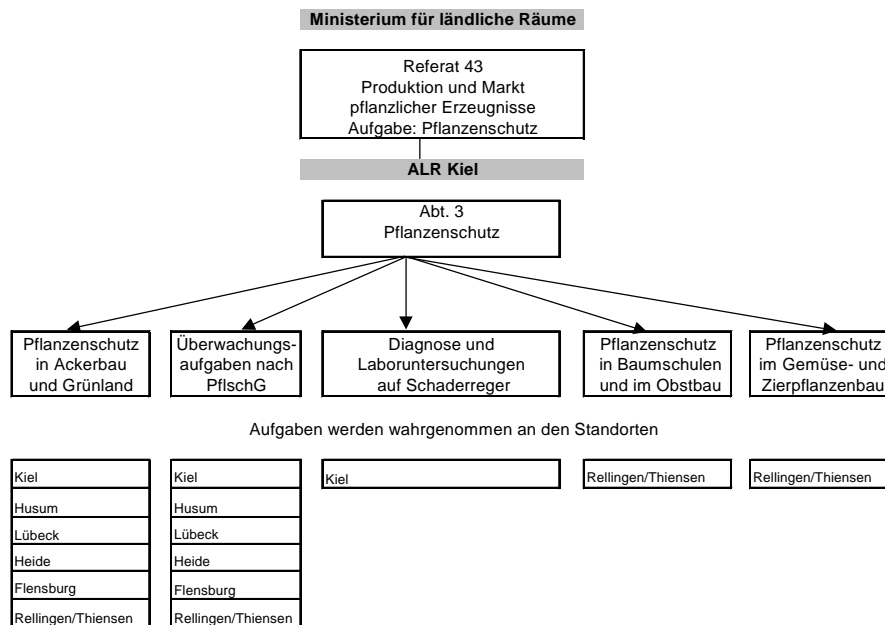 Ministerium für ländliche Räume
Referat 43
Produktion und Markt
pflanzlicher Erzeugnisse
Aufgabe: Pflanzenschutz
ALR Kiel
Abt. 3
Pflanzenschutz
Pflanzenschutz
in Ackerbau
und Grünland
Überwachungs-
aufgaben nach
PflschG
Diagnose und
Laboruntersuchungen
auf Schaderreger
Pflanzenschutz
in Baumschulen
und im Obstbau
Pflanzenschutz
im Gemüse- und
Zierpflanzenbau
Aufgaben werden wahrgenommen an den Standorten
Kiel
Husum
Lübeck
Heide
Flensburg
Rellingen/Thiensen
Kiel
Husum
Lübeck
Heide
Flensburg
Rellingen/Thiensen
Kiel
Rellingen/Thiensen
Rellingen/Thiensen